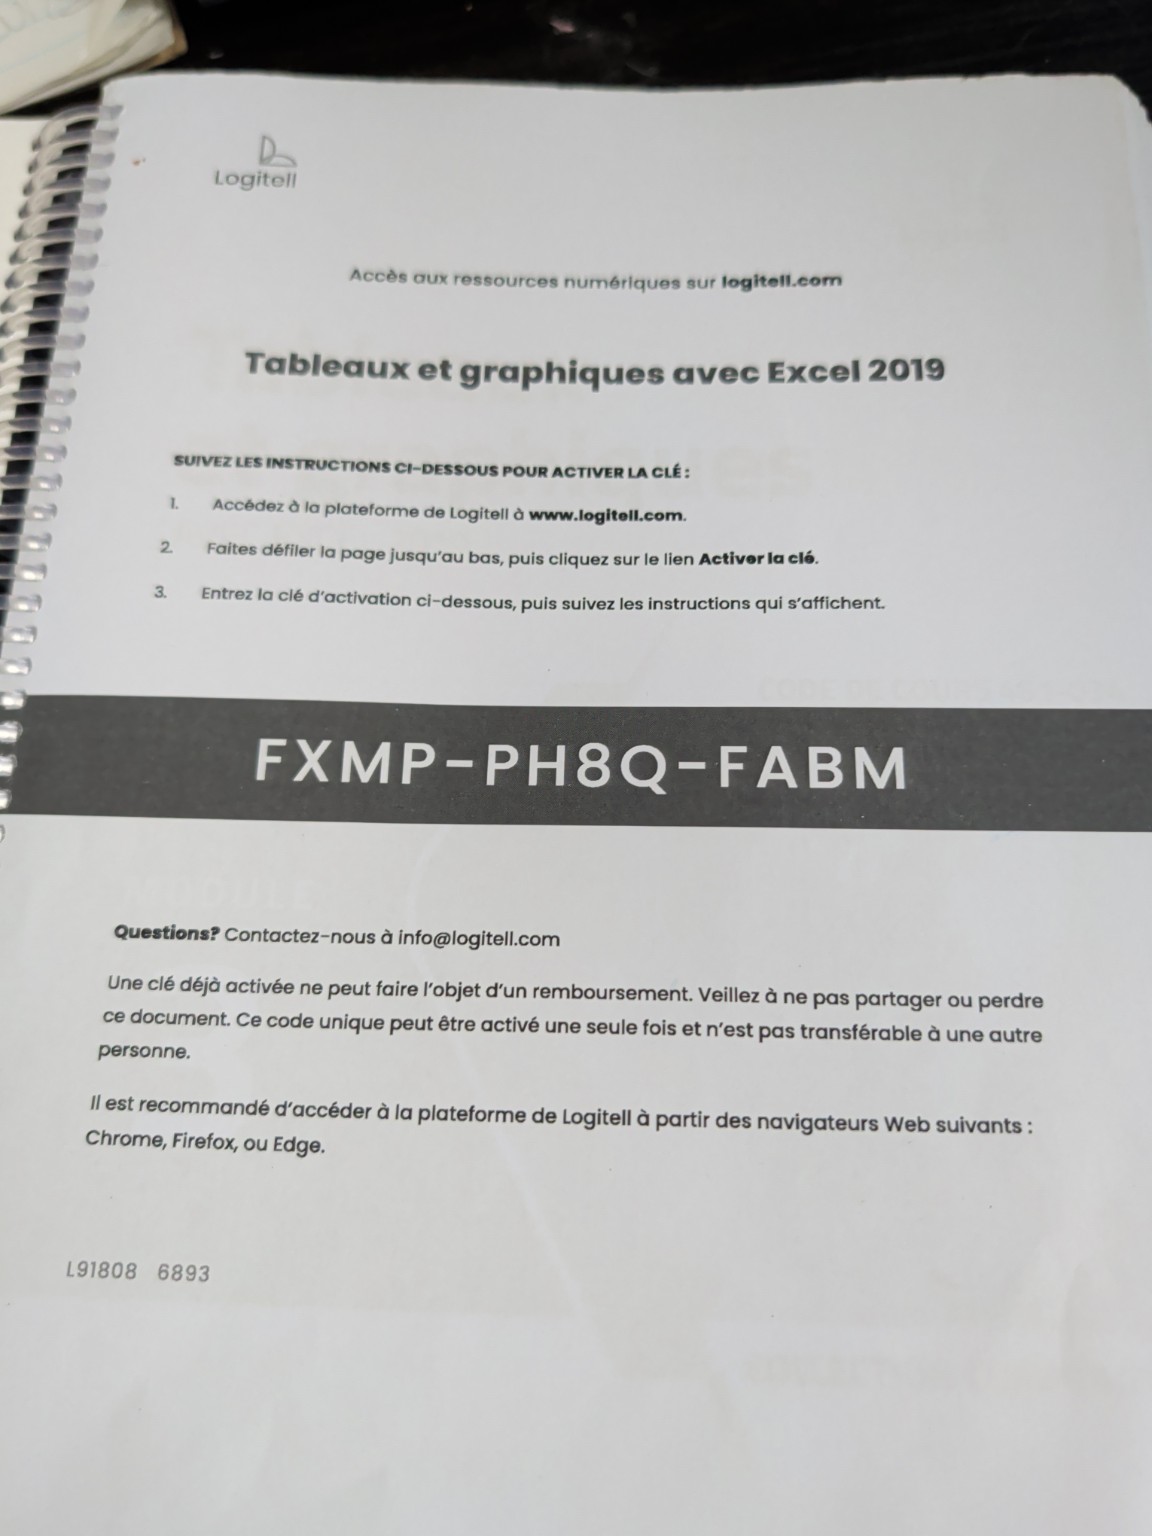 Logitell
Accès aux ressources numériques sur logitell.com
Tableaux et graphiques avec Excel 2019
SUIVEZ LES INSTRUCTIONS CI-DESSOUS POUR ACTIVER LA CLÉ :
1. Accédez à la plateforme de Logitell à www.logitell.com.
2. Faites défiler la page jusqu'au bas, puis cliquez sur le lien Activer la clé.
3. Entrez la clé d'activation ci-dessous, puis suivez les instructions qui s'affichent.
FXMP-PH8Q-FABM
Questions? Contactez-nous à info@logitell.com
Une clé déjà activée ne peut faire l'objet d'un remboursement. Veillez à ne pas partager ou perdre
ce document. Ce code unique peut être activé une seule fois et n'est pas transférable à une autre
personne.
Il est recommandé d'accéder à la plateforme de Logitell à partir des navigateurs Web suivants :
Chrome, Firefox, ou Edge.
L91808 6893